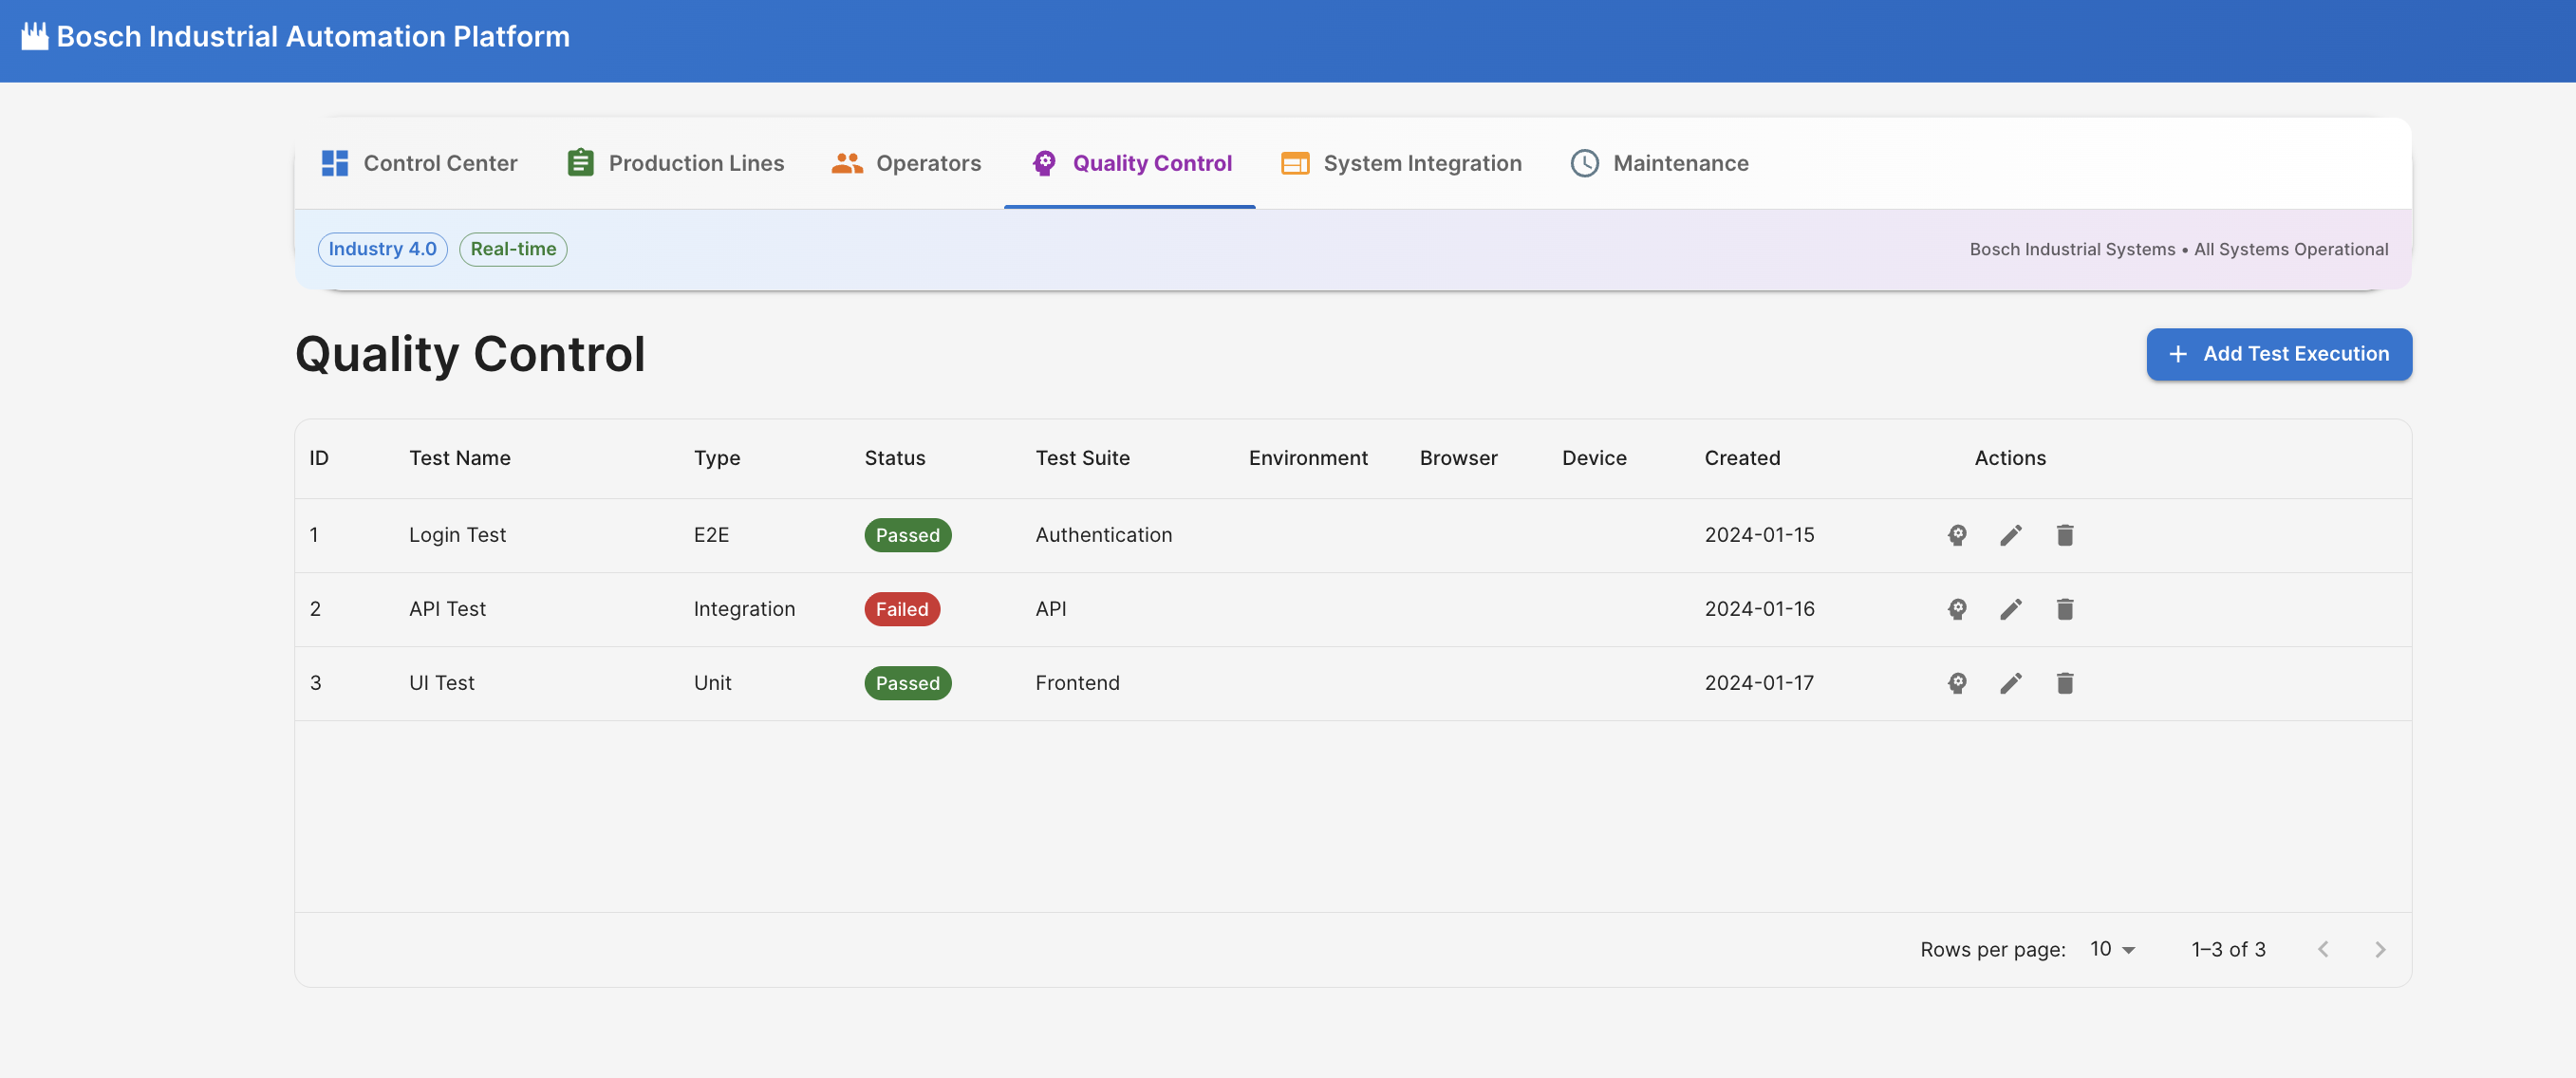 Bosch Industrial Automation Platform
Control Center Production Lines Operators Quality Control System Integration Maintenance
Industry 4.0 Real-time Bosch Industrial Systems • All Systems Operational
Quality Control + Add Test Execution
ID Test Name Type Status Test Suite Environment Browser Device Created Actions
1 Login Test E2E Passed Authentication 2024-01-15
2 API Test Integration Failed API 2024-01-16
3 UI Test Unit Passed Frontend 2024-01-17
Rows per page: 10 1–3 of 3